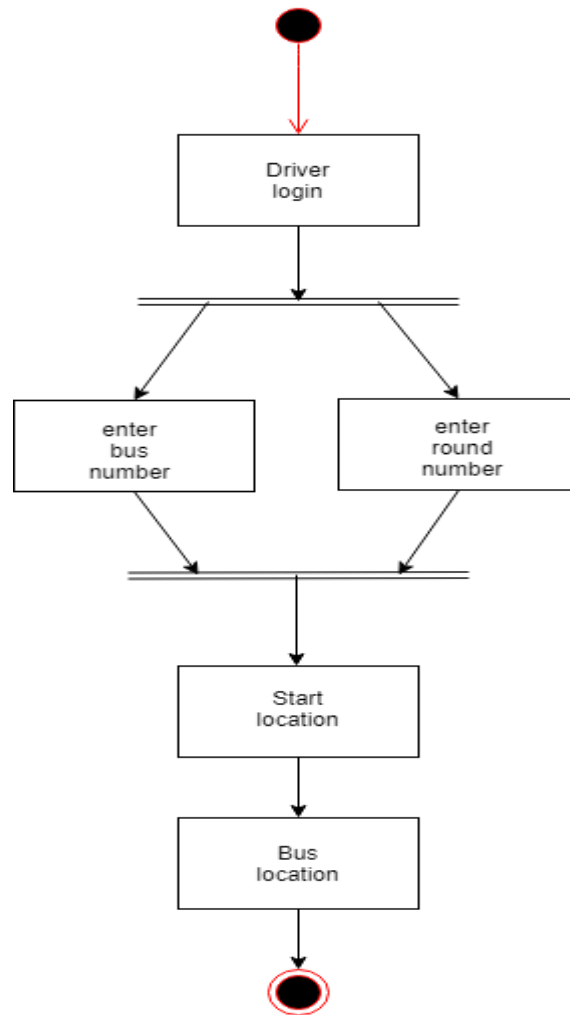 Driver
login
enter
bus
number
enter
round
number
Start
location
Bus
location